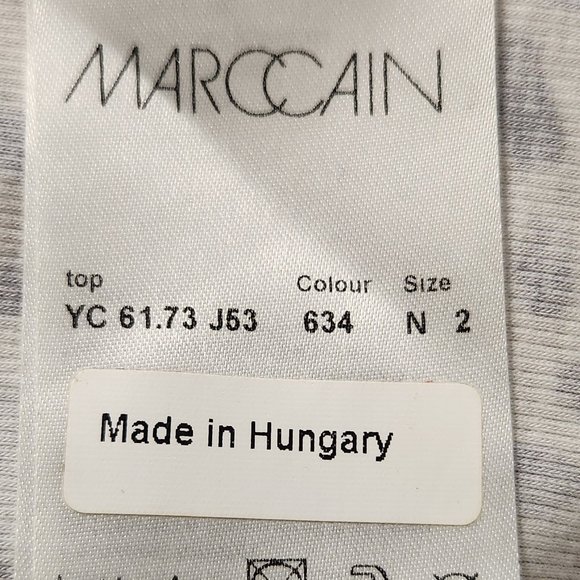 MARCCAIN
top Colour Size
YC 61.73 J53 634 N 2
Made in Hungary